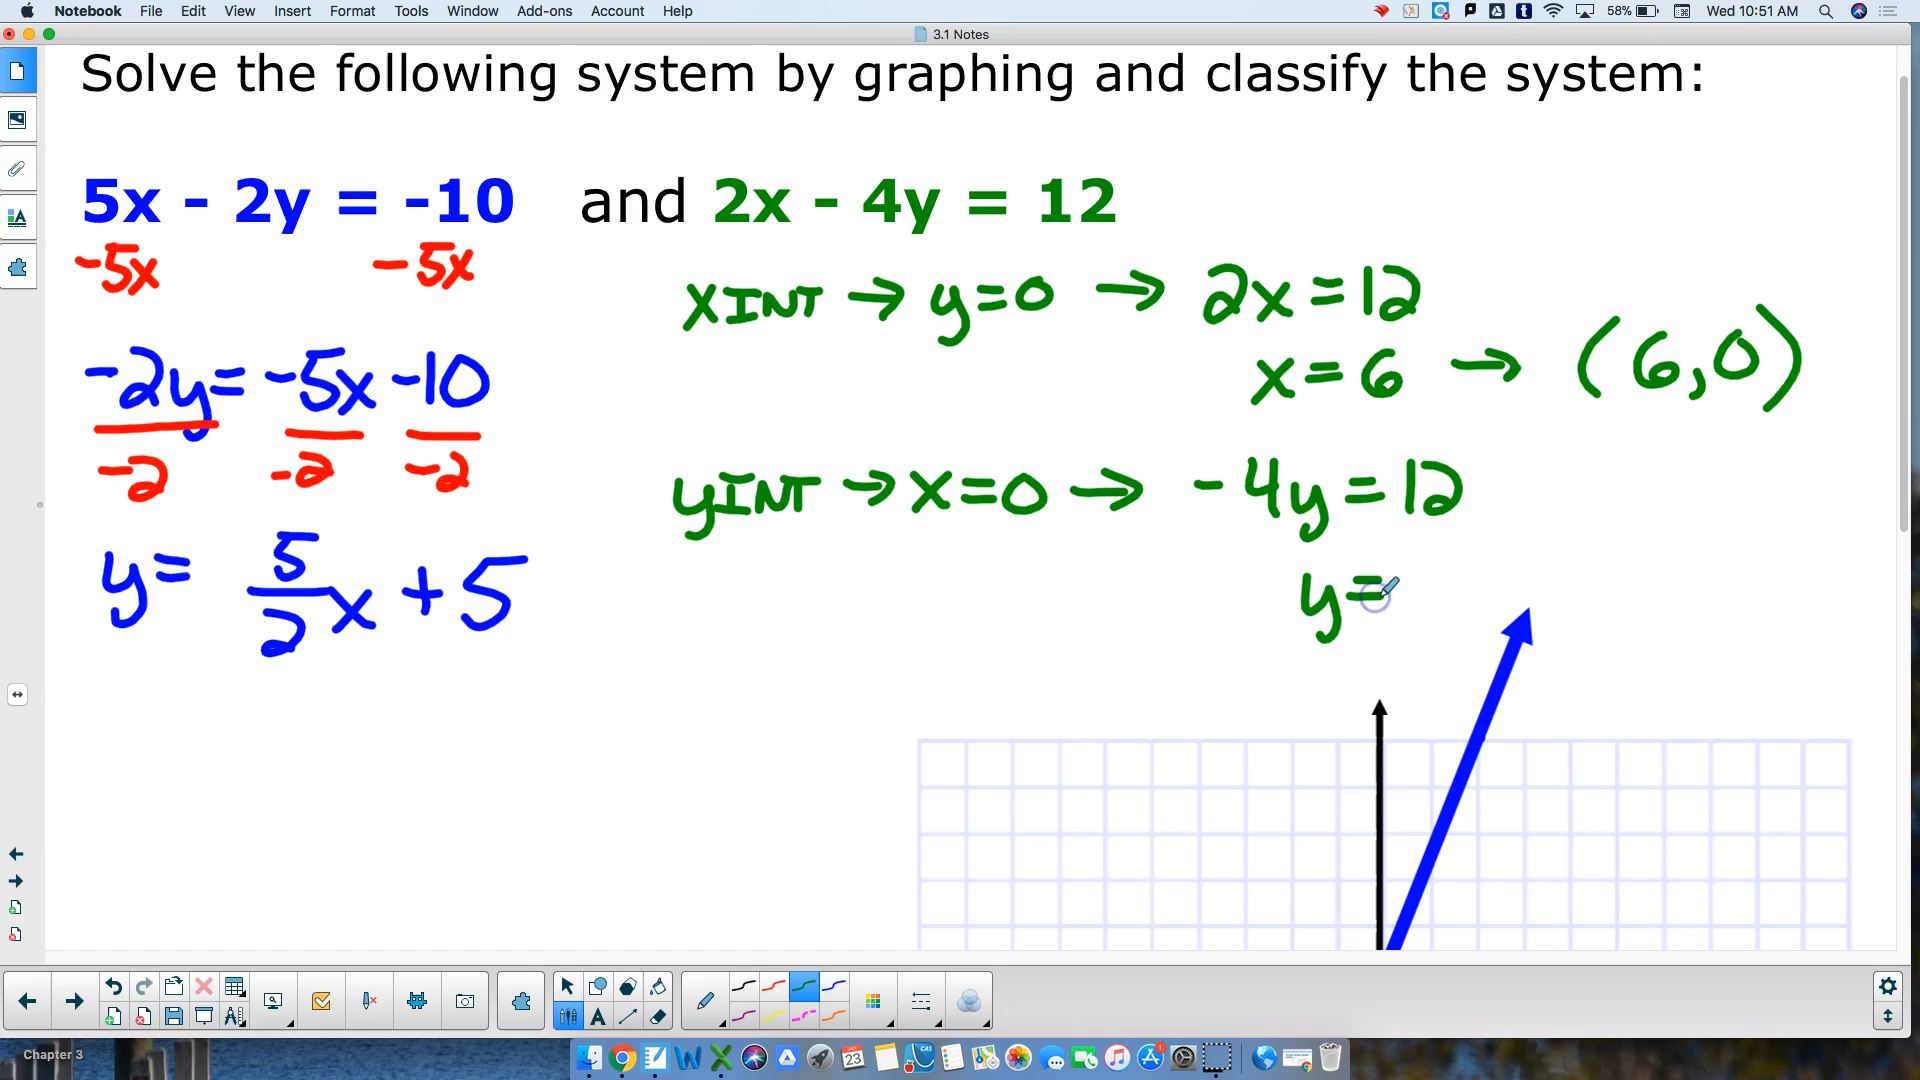 Notebook File Edit View Insert Format Tools Window Add-ons Account Help 58% Wed 10:51 AM
3.1 Notes
Solve the following system by graphing and classify the system:
5x - 2y = -10 and 2x - 4y = 12
-5x -5x
x INT → y=0 → 2x=12
x=6 → (6,0)
-2y=-5x-10
-2 -2 -2
y INT → x=0 → -4y=12
y= 5/2x+5
y=
Chapter 3